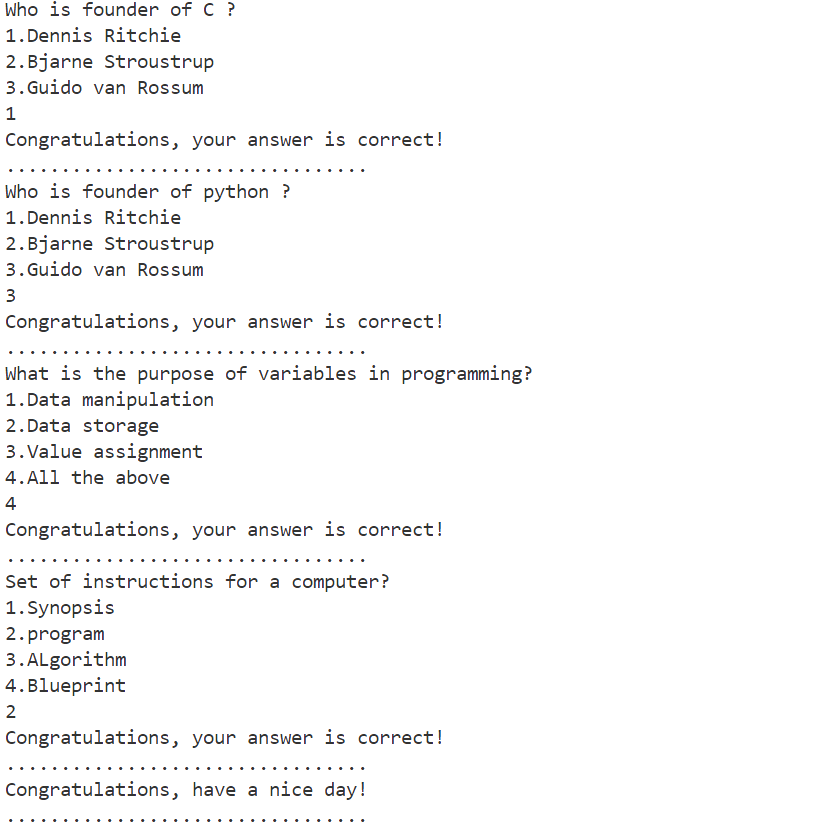 Who is founder of C ?
1.Dennis Ritchie
2.Bjarne Stroustrup
3.Guido van Rossum
1
Congratulations, your answer is correct!
.................................
Who is founder of python ?
1.Dennis Ritchie
2.Bjarne Stroustrup
3.Guido van Rossum
3
Congratulations, your answer is correct!
.................................
What is the purpose of variables in programming?
1.Data manipulation
2.Data storage
3.Value assignment
4.All the above
4
Congratulations, your answer is correct!
.................................
Set of instructions for a computer?
1.Synopsis
2.program
3.ALgorithm
4.Blueprint
2
Congratulations, your answer is correct!
.................................
Congratulations, have a nice day!
.................................